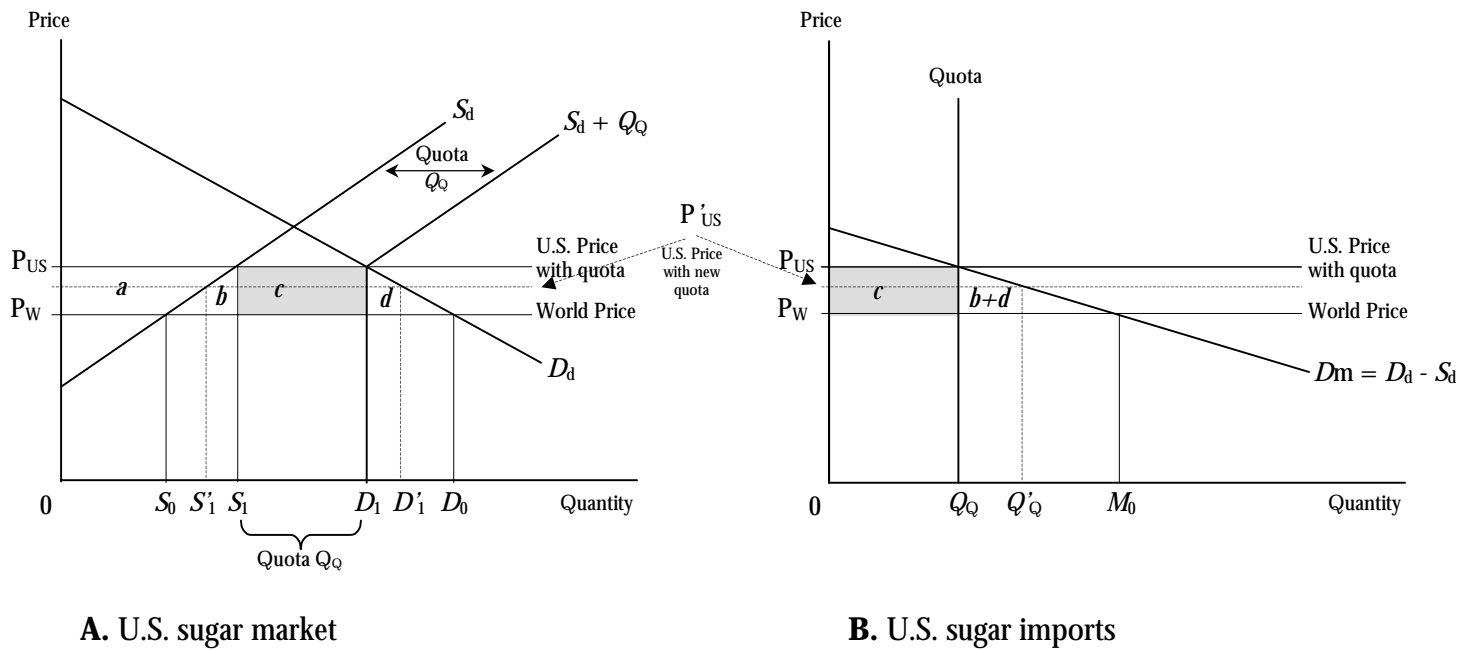 Price
Quota
S_d
S_d + Q_Q
Quota
Q_Q
P_US
U.S. Price
with quota
a
b
c
d
P_W
World Price
D_d
P'_US
U.S. Price
with new
quota
0
S_0 S'_1 S_1 D_1 D'_1 D_0 Quantity
Quota Q_Q
A. U.S. sugar market
Price
P_US
U.S. Price
with quota
c
b+d
P_W
World Price
Dm = D_d - S_d
0
Q_Q Q'_Q M_0 Quantity
B. U.S. sugar imports